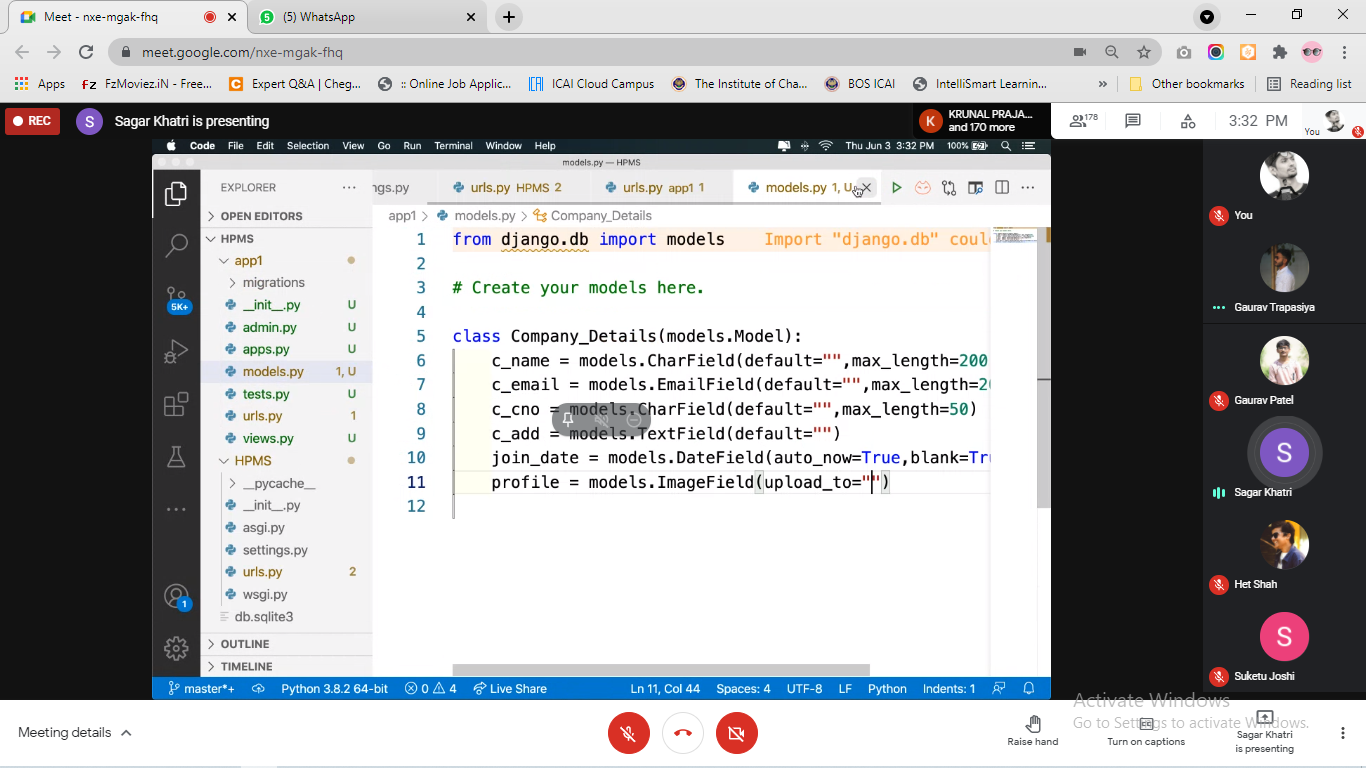 Meet - nxe-mgak-fhq
(5) WhatsApp
meet.google.com/nxe-mgak-fhq
Apps
FzMoviez.iN - Free...
Expert Q&A | Cheg...
:: Online Job Applic...
ICAI Cloud Campus
The Institute of Cha...
BOS ICAI
IntelliSmart Learnin...
»
Other bookmarks
Reading list
REC
S
Sagar Khatri is presenting
K
KRUNAL PRAJA...
and 170 more
178
3:32 PM
You
Code File Edit Selection View Go Run Terminal Window Help
100%
Thu Jun 3 3:32 PM
models.py — HPMS
EXPLORER
ngs.py
urls.py HPMS 2
urls.py app1 1
models.py 1, U
OPEN EDITORS
app1 > models.py > Company_Details
HPMS
app1
migrations
__init__.py U
admin.py U
apps.py U
models.py 1, U
tests.py U
urls.py 1
views.py U
HPMS
__pycache__
__init__.py
asgi.py
settings.py
urls.py 2
wsgi.py
db.sqlite3
OUTLINE
TIMELINE
5K+
1
1 from django.db import models Import "django.db" coul
2
3 # Create your models here.
4
5 class Company_Details(models.Model):
6 c_name = models.CharField(default="",max_length=200
7 c_email = models.EmailField(default="",max_length=20
8 c_cno = models.CharField(default="",max_length=50)
9 c_add = models.TextField(default="")
10 join_date = models.DateField(auto_now=True,blank=Tru
11 profile = models.ImageField(upload_to="")
12
master*+
Python 3.8.2 64-bit
0
4
Live Share
Ln 11, Col 44
Spaces: 4
UTF-8
LF
Python
Indents: 1
You
Gaurav Trapasiya
Gaurav Patel
S
Sagar Khatri
Het Shah
S
Suketu Joshi
Activate Windows
Go to Settings to activate Windows.
Meeting details
Raise hand
Turn on captions
Sagar Khatri
is presenting